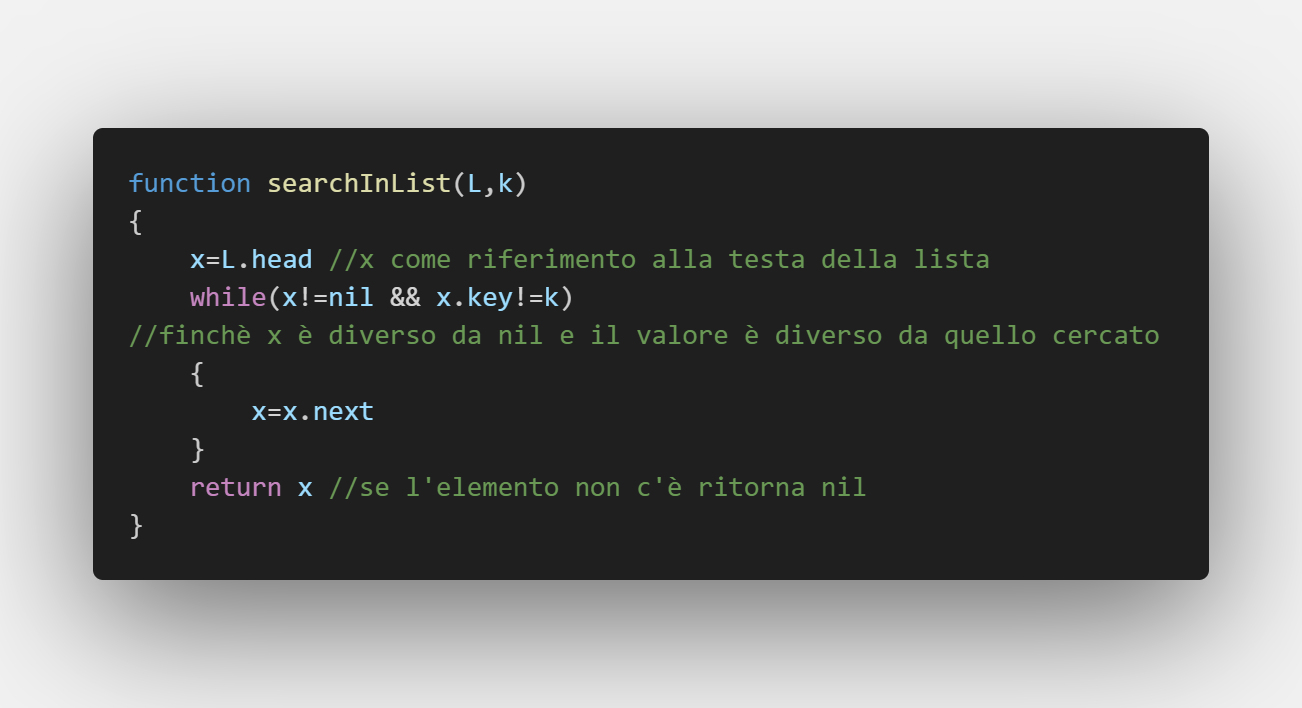 function searchInList(L,k)
{
    x=L.head //x come riferimento alla testa della lista
    while(x!=nil && x.key!=k)
//finchè x è diverso da nil e il valore è diverso da quello cercato
    {
        x=x.next
    }
    return x //se l'elemento non c'è ritorna nil
}